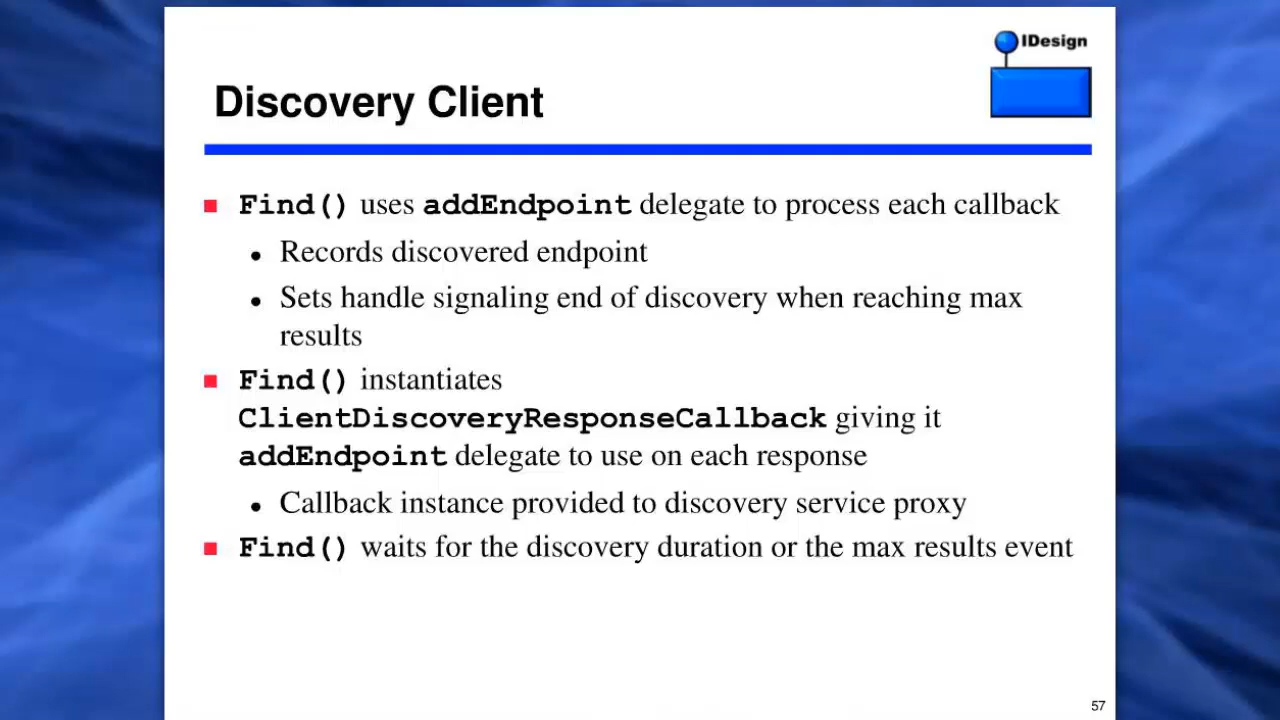 IDesign
Discovery Client
Find() uses addEndpoint delegate to process each callback
Records discovered endpoint
Sets handle signaling end of discovery when reaching max
results
Find() instantiates
ClientDiscoveryResponseCallback giving it
addEndpoint delegate to use on each response
Callback instance provided to discovery service proxy
Find() waits for the discovery duration or the max results event
57